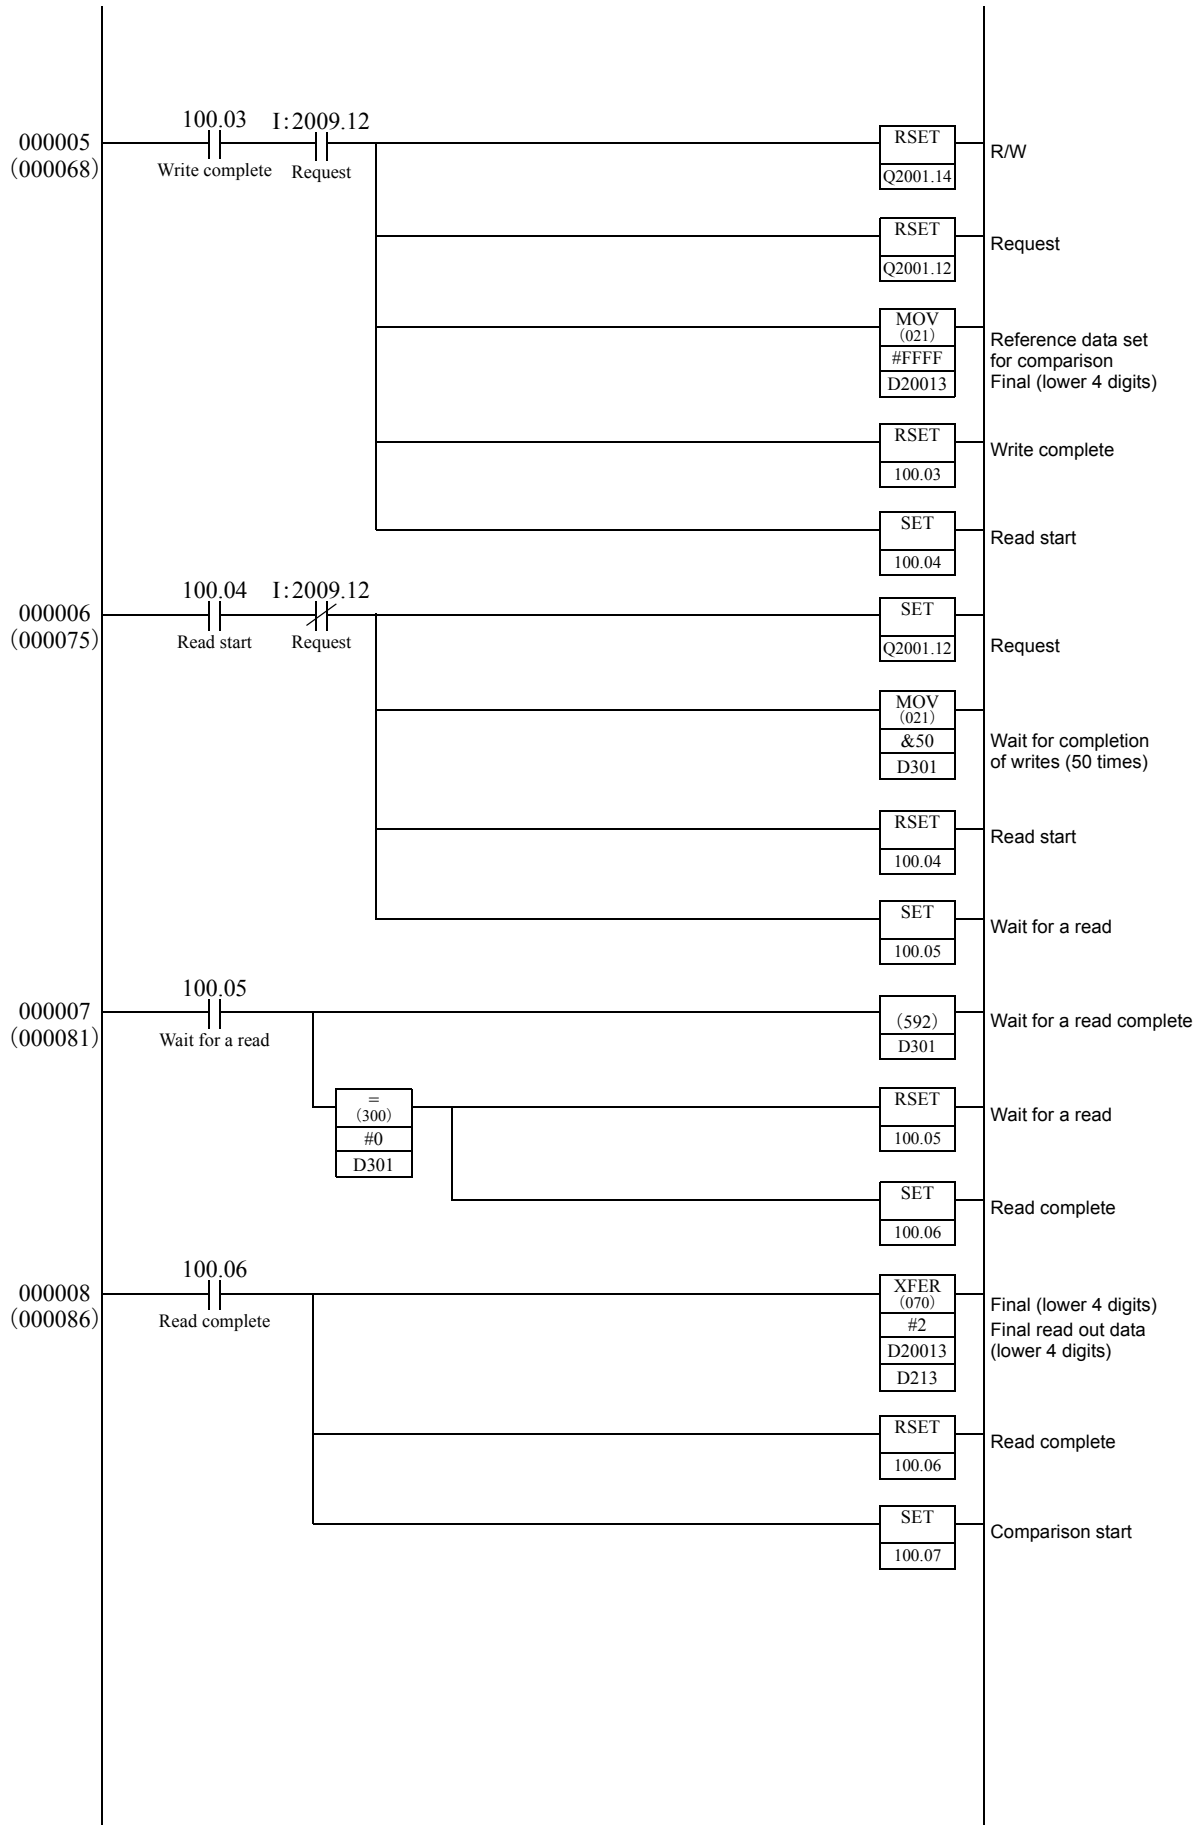 100.03 I:2009.12
000005 RSET
(000068) Write complete Request Q2001.14 R/W
RSET
Q2001.12 Request
MOV
(021)
#FFFF
D20013
Reference data set
for comparison
Final (lower 4 digits)
RSET
100.03 Write complete
SET
100.04 Read start
100.04 I:2009.12
000006 SET
(000075) Read start Request Q2001.12 Request
MOV
(021)
&50
D301
Wait for completion
of writes (50 times)
RSET
100.04 Read start
SET
100.05 Wait for a read
100.05
000007 (592) Wait for a read complete
(000081) Wait for a read D301
=
(300)
#0
D301
RSET
100.05 Wait for a read
SET
100.06 Read complete
100.06
000008 XFER
(000086) Read complete (070)
#2
D20013
D213
Final (lower 4 digits)
Final read out data
(lower 4 digits)
RSET
100.06 Read complete
SET
100.07 Comparison start